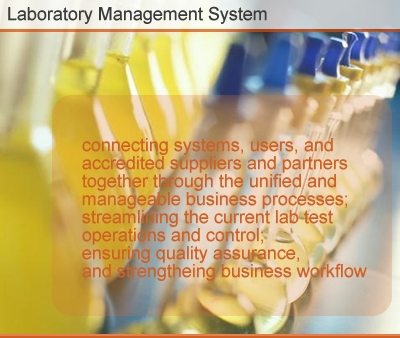 Laboratory Management System
connecting systems, users, and
accredited suppliers and partners
together through the unified and
manageable business processes;
streamlining the current lab test
operations and control;
ensuring quality assurance,
and strengtheing business workflow